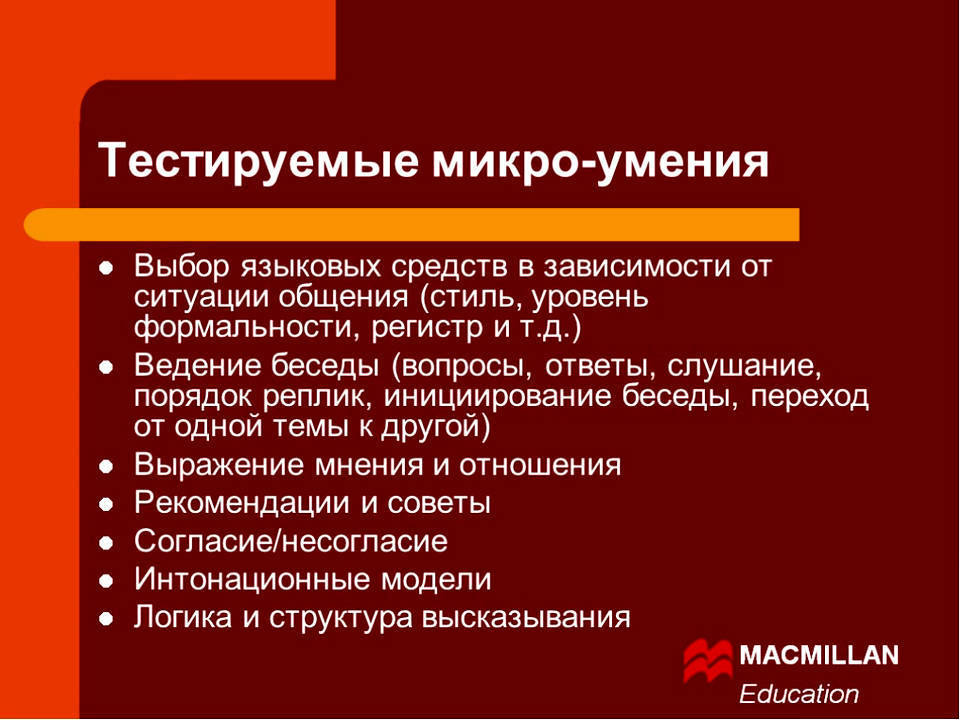 Тестируемые микро-умения
Выбор языковых средств в зависимости от
ситуации общения (стиль, уровень
формальности, регистр и т.д.)
Ведение беседы (вопросы, ответы, слушание,
порядок реплик, инициирование беседы, переход
от одной темы к другой)
Выражение мнения и отношения
Рекомендации и советы
Согласие/несогласие
Интонационные модели
Логика и структура высказывания
MACMILLAN
Education